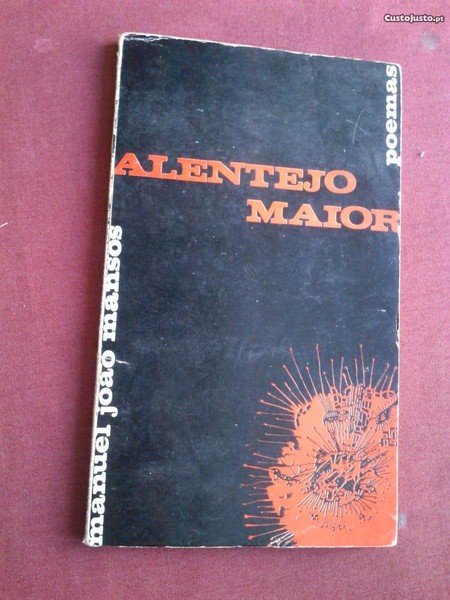 CustoJusto.pt
poemas
ALENTEJO
MAIOR
manuel joão mansos